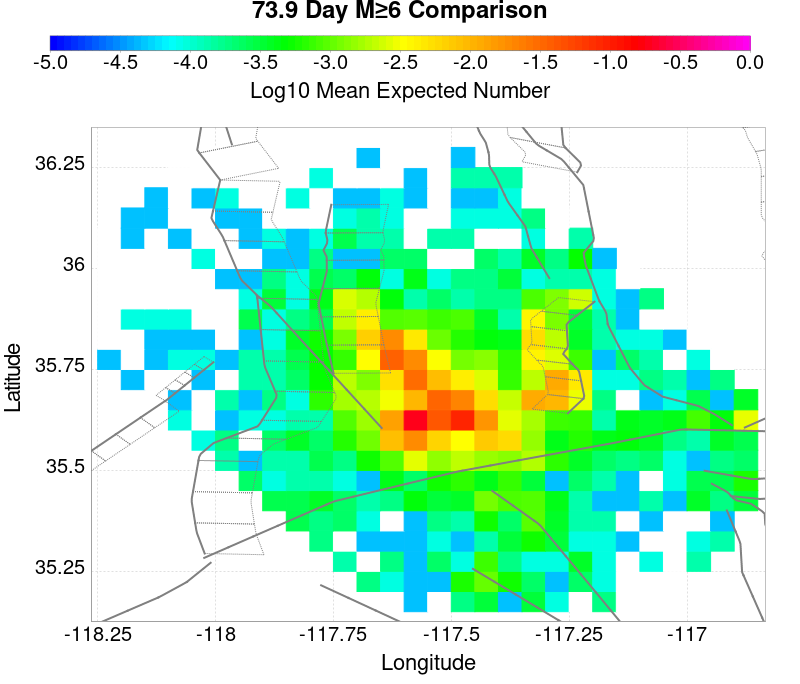 73.9 Day M≥6 Comparison
-5.0 -4.5 -4.0 -3.5 -3.0 -2.5 -2.0 -1.5 -1.0 -0.5 0.0
Log10 Mean Expected Number
36.25
36
35.75
35.5
35.25
Latitude
-118.25 -118 -117.75 -117.5 -117.25 -117
Longitude